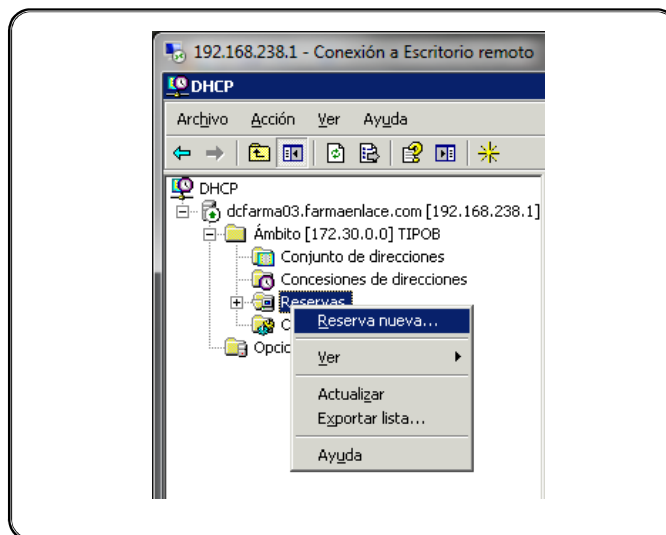 192.168.238.1 - Conexión a Escritorio remoto
DHCP
Archivo Acción Ver Ayuda
DHCP
dcfarma03.farmaenlace.com [192.168.238.1]
Ámbito [172.30.0.0] TIPOB
Conjunto de direcciones
Concesiones de direcciones
Reservas
C
Opcic
Reserva nueva...
Ver
Actualizar
Exportar lista...
Ayuda